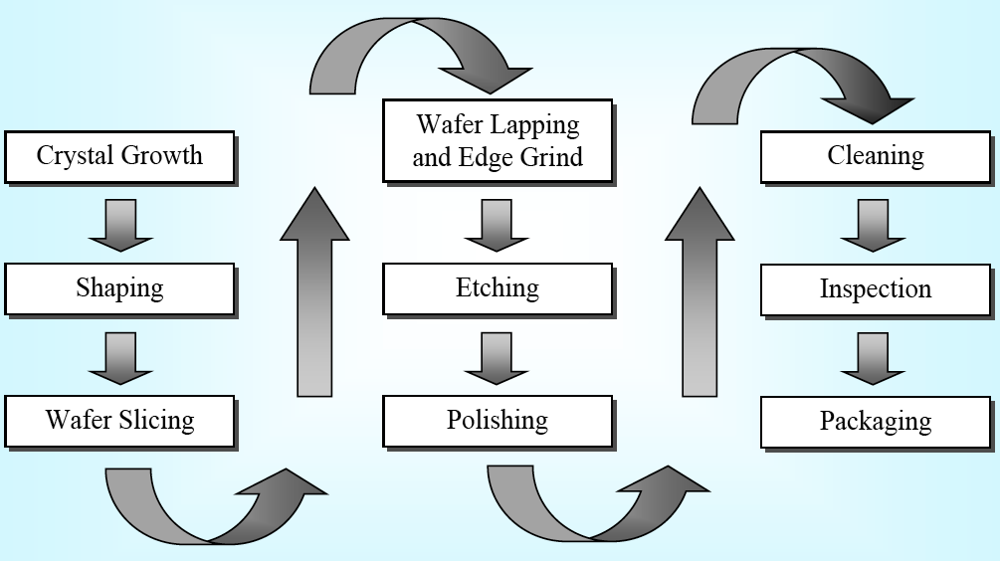 Crystal Growth
Shaping
Wafer Slicing
Wafer Lapping
and Edge Grind
Etching
Polishing
Cleaning
Inspection
Packaging